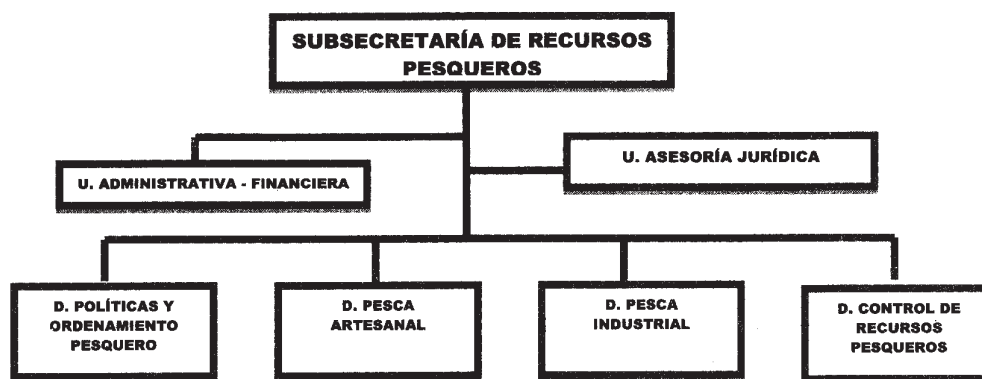 SUBSECRETARÍA DE RECURSOS
PESQUEROS
U. ASESORÍA JURÍDICA
U. ADMINISTRATIVA - FINANCIERA
D. POLÍTICAS Y
ORDENAMIENTO
PESQUERO
D. PESCA
ARTESANAL
D. PESCA
INDUSTRIAL
D. CONTROL DE
RECURSOS
PESQUEROS